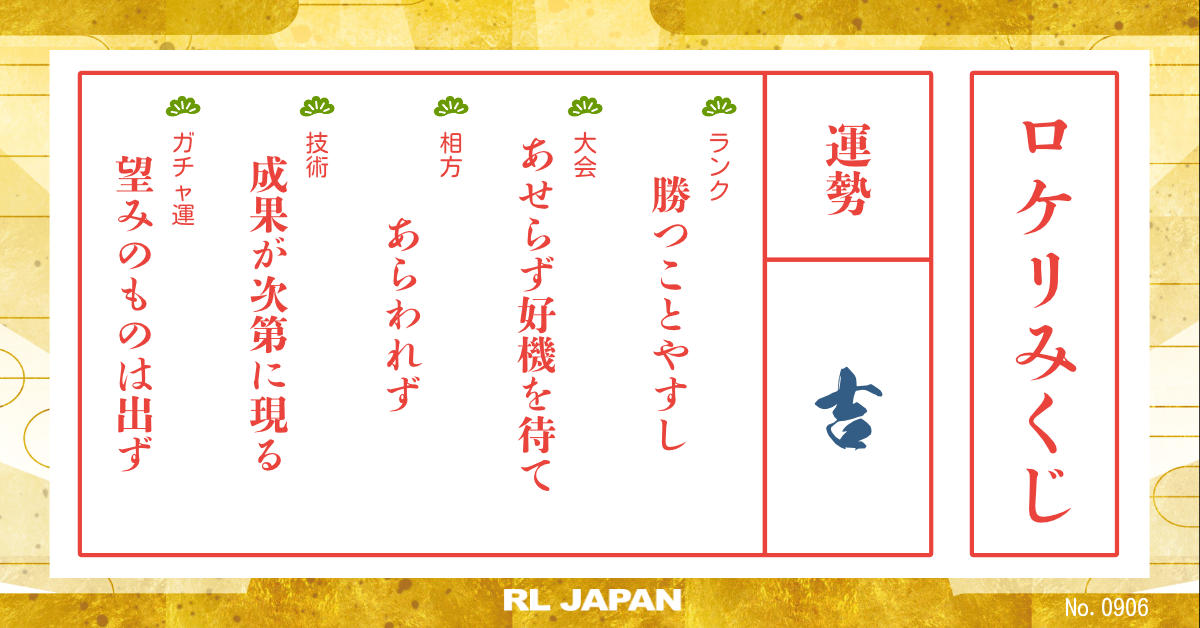 ロケリみくじ
運勢
吉
ランク
勝つことやすし
大会
あせらず好機を待て
相方
あらわれず
技術
成果が次第に現る
ガチャ運
望みのものは出ず
RL JAPAN
No. 0906